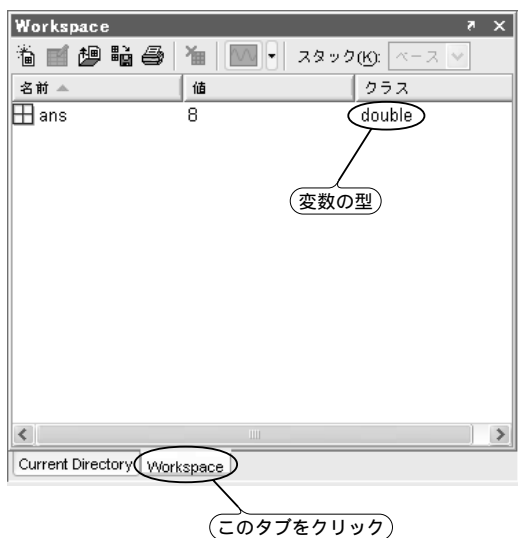 Workspace
スタック(K): ベース
名前 値 クラス
ans 8 double
変数の型
Current Directory Workspace
このタブをクリック